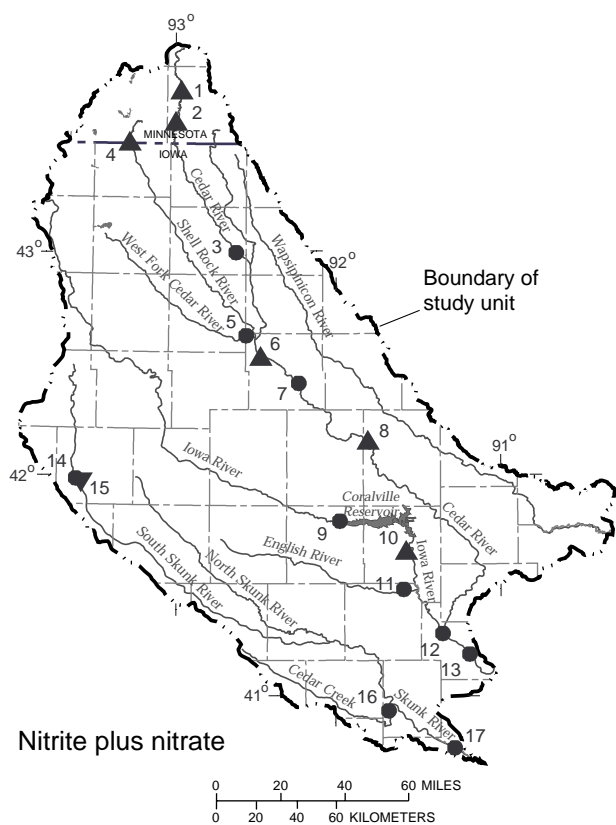 93°
1
2
MINNESOTA
4
IOWA
Cedar River
3
Shell Rock River
West Fork Cedar River
Wapsipinicon River
43°
92°
Boundary of
study unit
5
6
7
8
91°
Iowa River
42°
14
15
Coralville
Reservoir
Cedar River
9
10
English River
Iowa River
South Skunk River
North Skunk River
11
12
13
41°
Cedar Creek
16
Skunk River
17
Nitrite plus nitrate
0 20 40 60 MILES
0 20 40 60 KILOMETERS